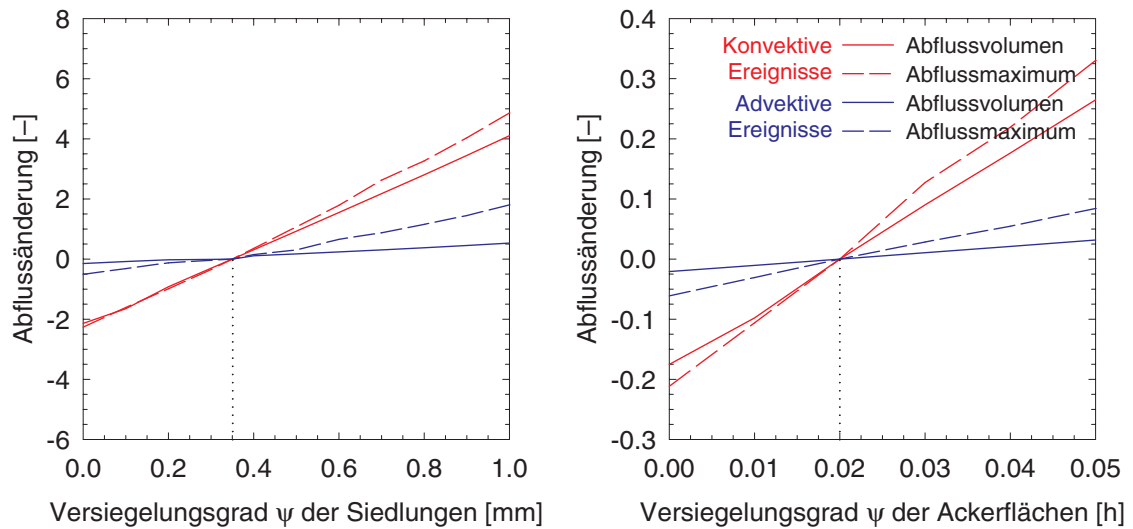 8
6
4
2
0
-2
-4
-6
Abflussänderung [–]
0.0 0.2 0.4 0.6 0.8 1.0
Versiegelungsgrad ψ der Siedlungen [mm]
0.4
0.3
0.2
0.1
0.0
-0.1
-0.2
-0.3
Abflussänderung [–]
Konvektive Abflussvolumen
Ereignisse Abflussmaximum
Advektive Abflussvolumen
Ereignisse Abflussmaximum
0.00 0.01 0.02 0.03 0.04 0.05
Versiegelungsgrad ψ der Ackerflächen [h]